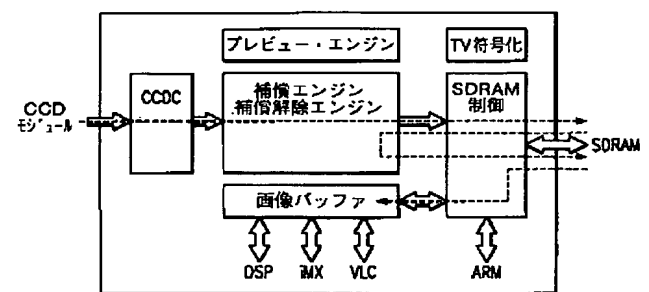 プレビュー・エンジン
TV符号化
CCDC
補償エンジン
補償解除エンジン
SDRAM
制御
CCD
モジュール
SDRAM
画像バッファ
DSP
iMX
VLC
ARM